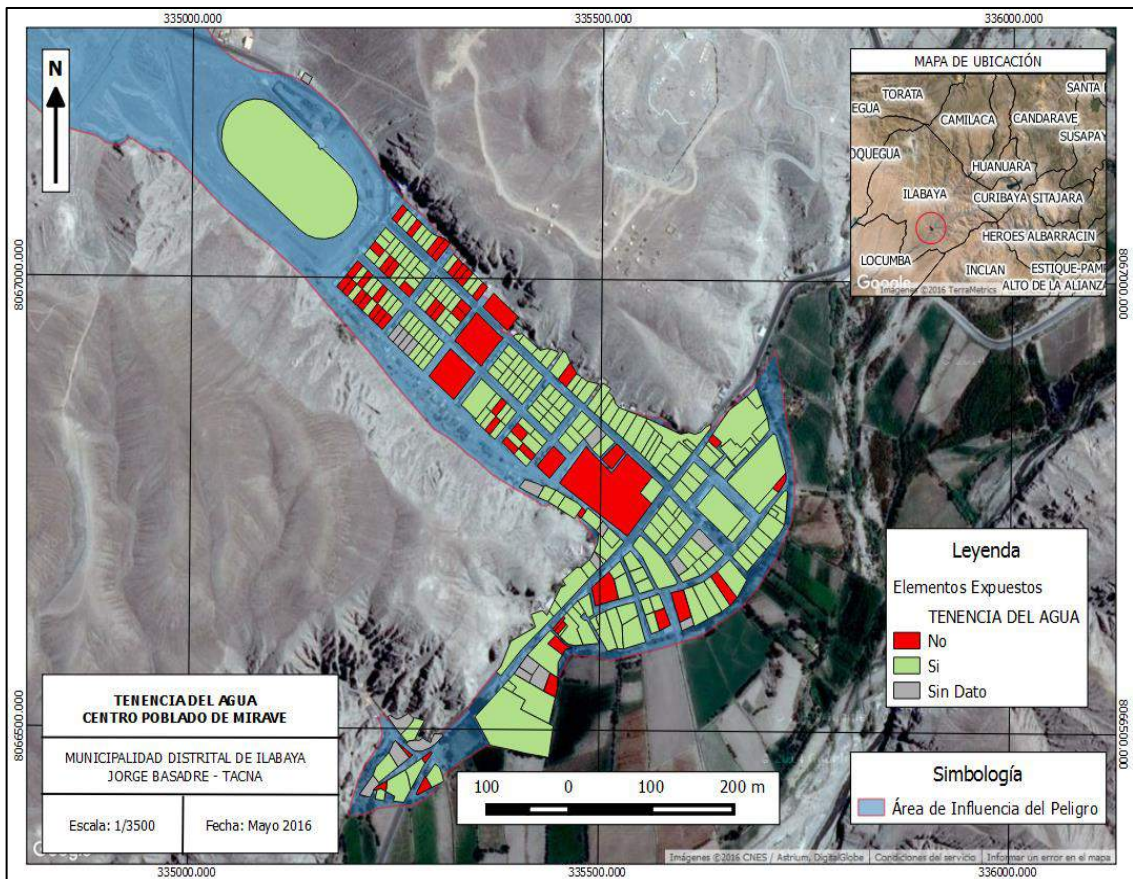 335000.000
335500.000
336000.000
N
MAPA DE UBICACIÓN
TORATA
SANTA
EGUA
CAMILACA
CANDARAVE
SUSAPAY
OQUEGUA
HUANUARA
ILABAYA
CURIBAYA SITAJARA
HEROES ALBARRACIN
LOCUMBA
INCLAN
ESTIQUE-PAMP
ALTO DE LA ALIANZA
Google
Imágenes ©2016 TerraMetrics
8067000.000
8067000.000
Leyenda
Elementos Expuestos
TENENCIA DEL AGUA
No
Si
Sin Dato
8066500.000
8066500.000
TENENCIA DEL AGUA
CENTRO POBLADO DE MIRAVE
MUNICIPALIDAD DISTRITAL DE ILABAYA
JORGE BASADRE - TACNA
Escala: 1/3500
Fecha: Mayo 2016
100 0 100 200 m
Simbología
Área de Influencia del Peligro
Google
Imágenes ©2016 CNES / Astrium, DigitalGlobe
Condiciones del servicio
Informar un error en el mapa
335000.000
335500.000
336000.000